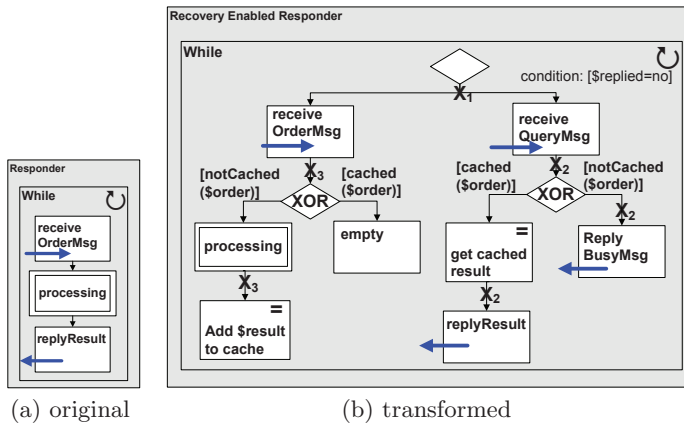 Responder
While
receive
OrderMsg
processing
replyResult
(a) original
Recovery Enabled Responder
While
condition: [$replied=no]
X1
receive
OrderMsg
receive
QueryMsg
X3
X2
[notCached
($order)]
[cached
($order)]
[cached
($order)]
[notCached
($order)]
XOR
XOR
X2
processing
empty
=
get cached
result
Reply
BusyMsg
X3
X2
=
Add $result
to cache
replyResult
(b) transformed